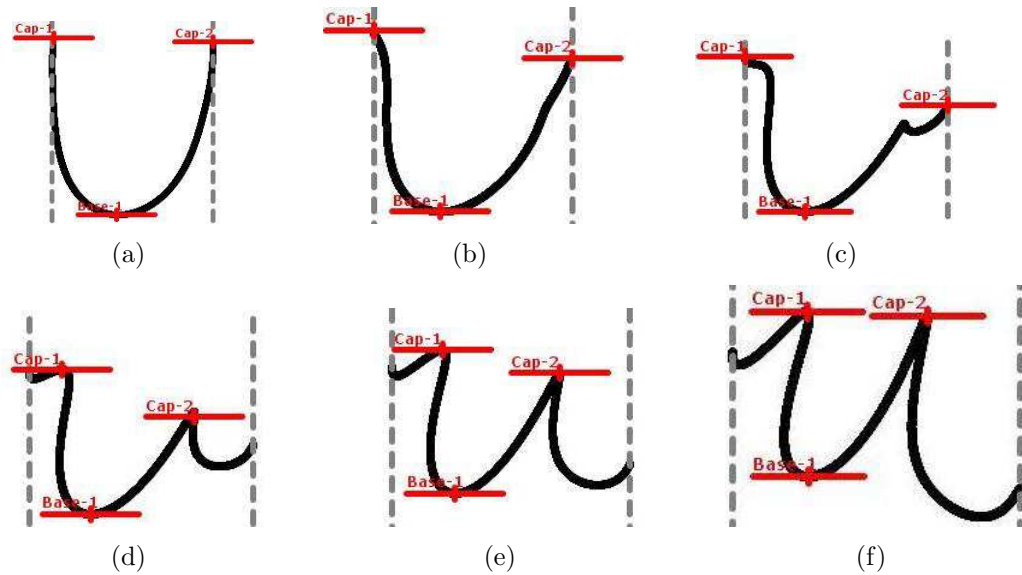 Cap-1 Cap-2 Cap-1 Cap-2 Cap-1 Cap-2
Base-1 Base-1 Base-1
(a) (b) (c)
Cap-1 Cap-2 Cap-1 Cap-2 Cap-1 Cap-2
Base-1 Base-1 Base-1
(d) (e) (f)